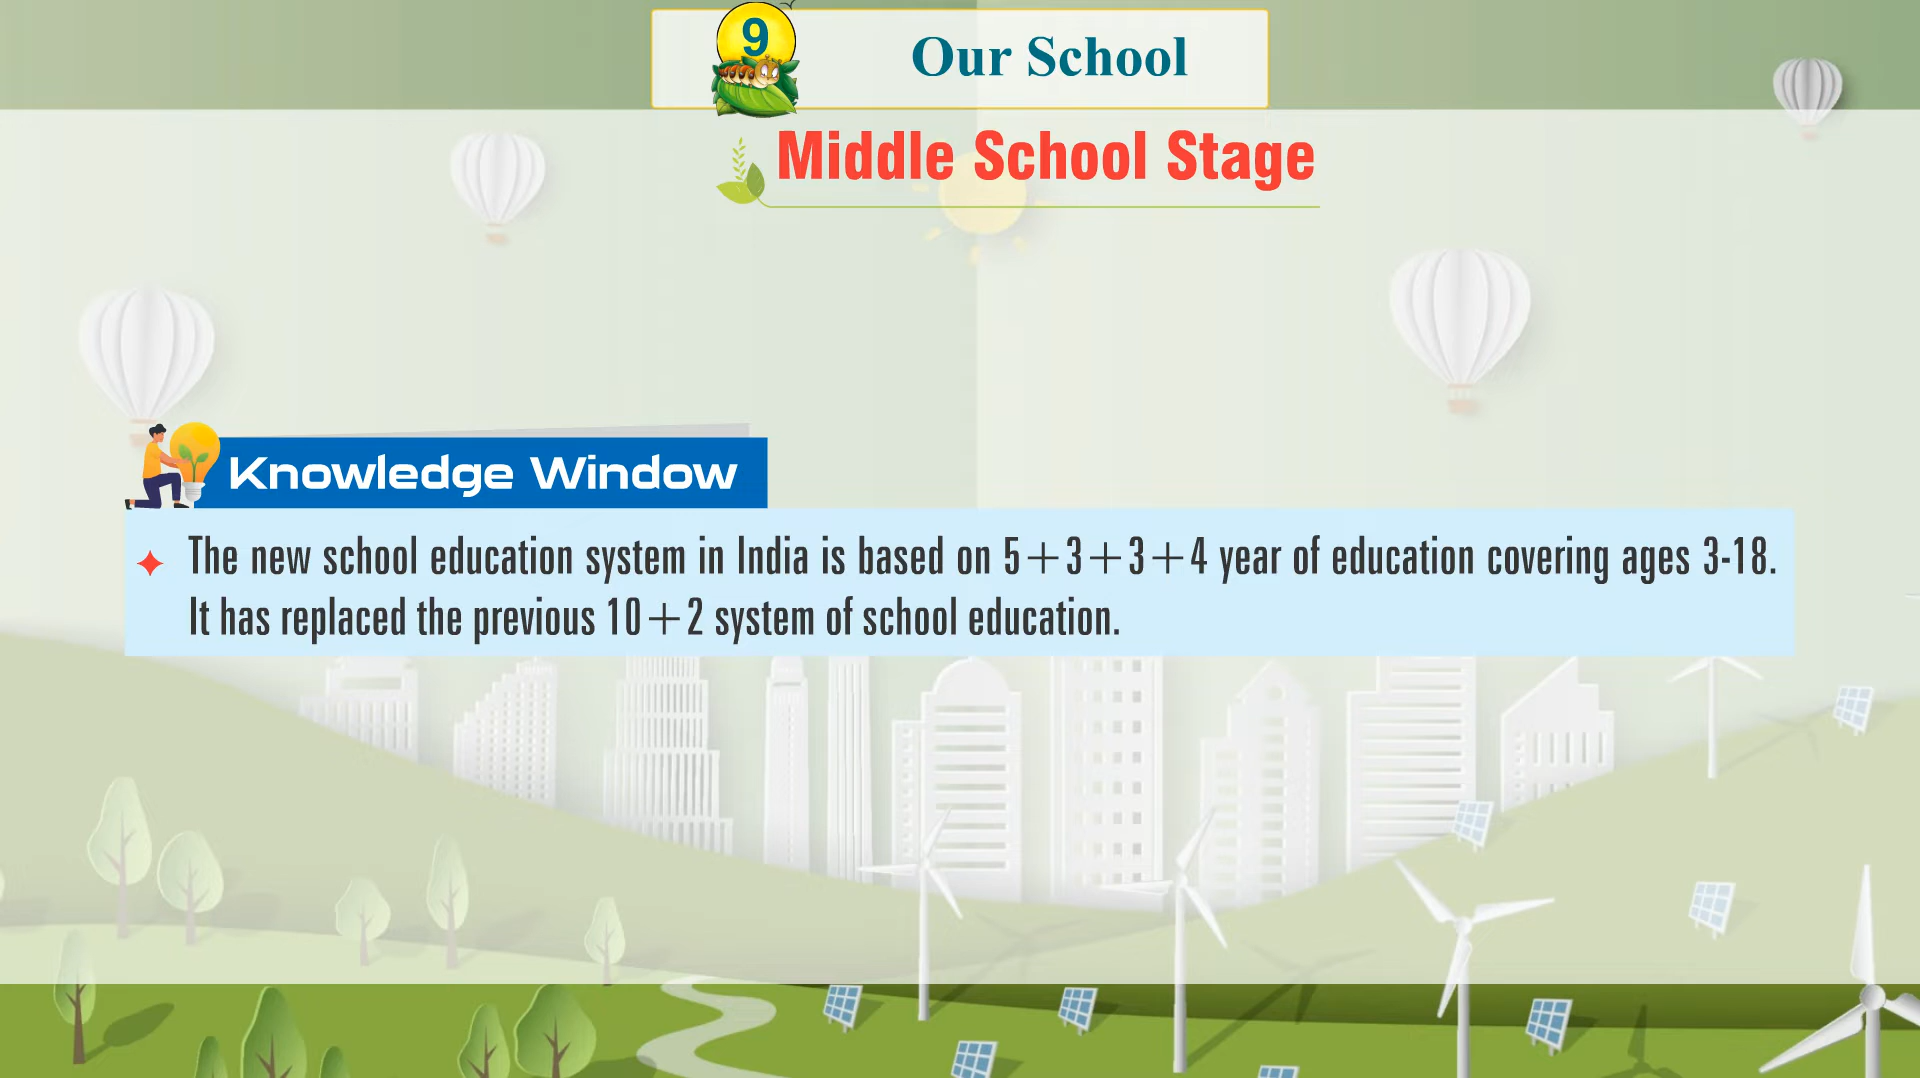 9
Our School
Middle School Stage
Knowledge Window
The new school education system in India is based on 5+3+3+4 year of education covering ages 3-18.
It has replaced the previous 10+2 system of school education.